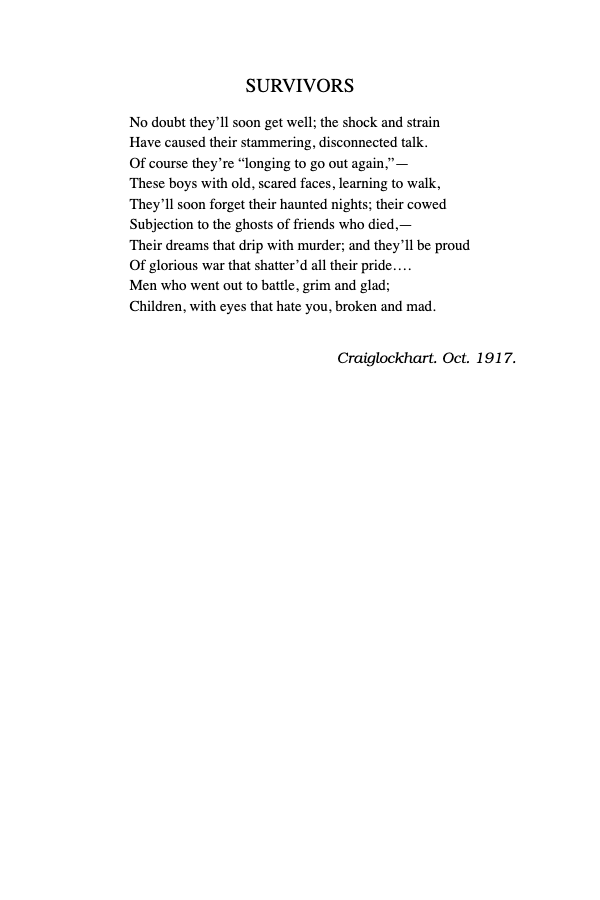 SURVIVORS
No doubt they’ll soon get well; the shock and strain
Have caused their stammering, disconnected talk.
Of course they’re “longing to go out again,”—
These boys with old, scared faces, learning to walk,
They’ll soon forget their haunted nights; their cowed
Subjection to the ghosts of friends who died,—
Their dreams that drip with murder; and they’ll be proud
Of glorious war that shatter’d all their pride....
Men who went out to battle, grim and glad;
Children, with eyes that hate you, broken and mad.
Craiglockhart. Oct. 1917.